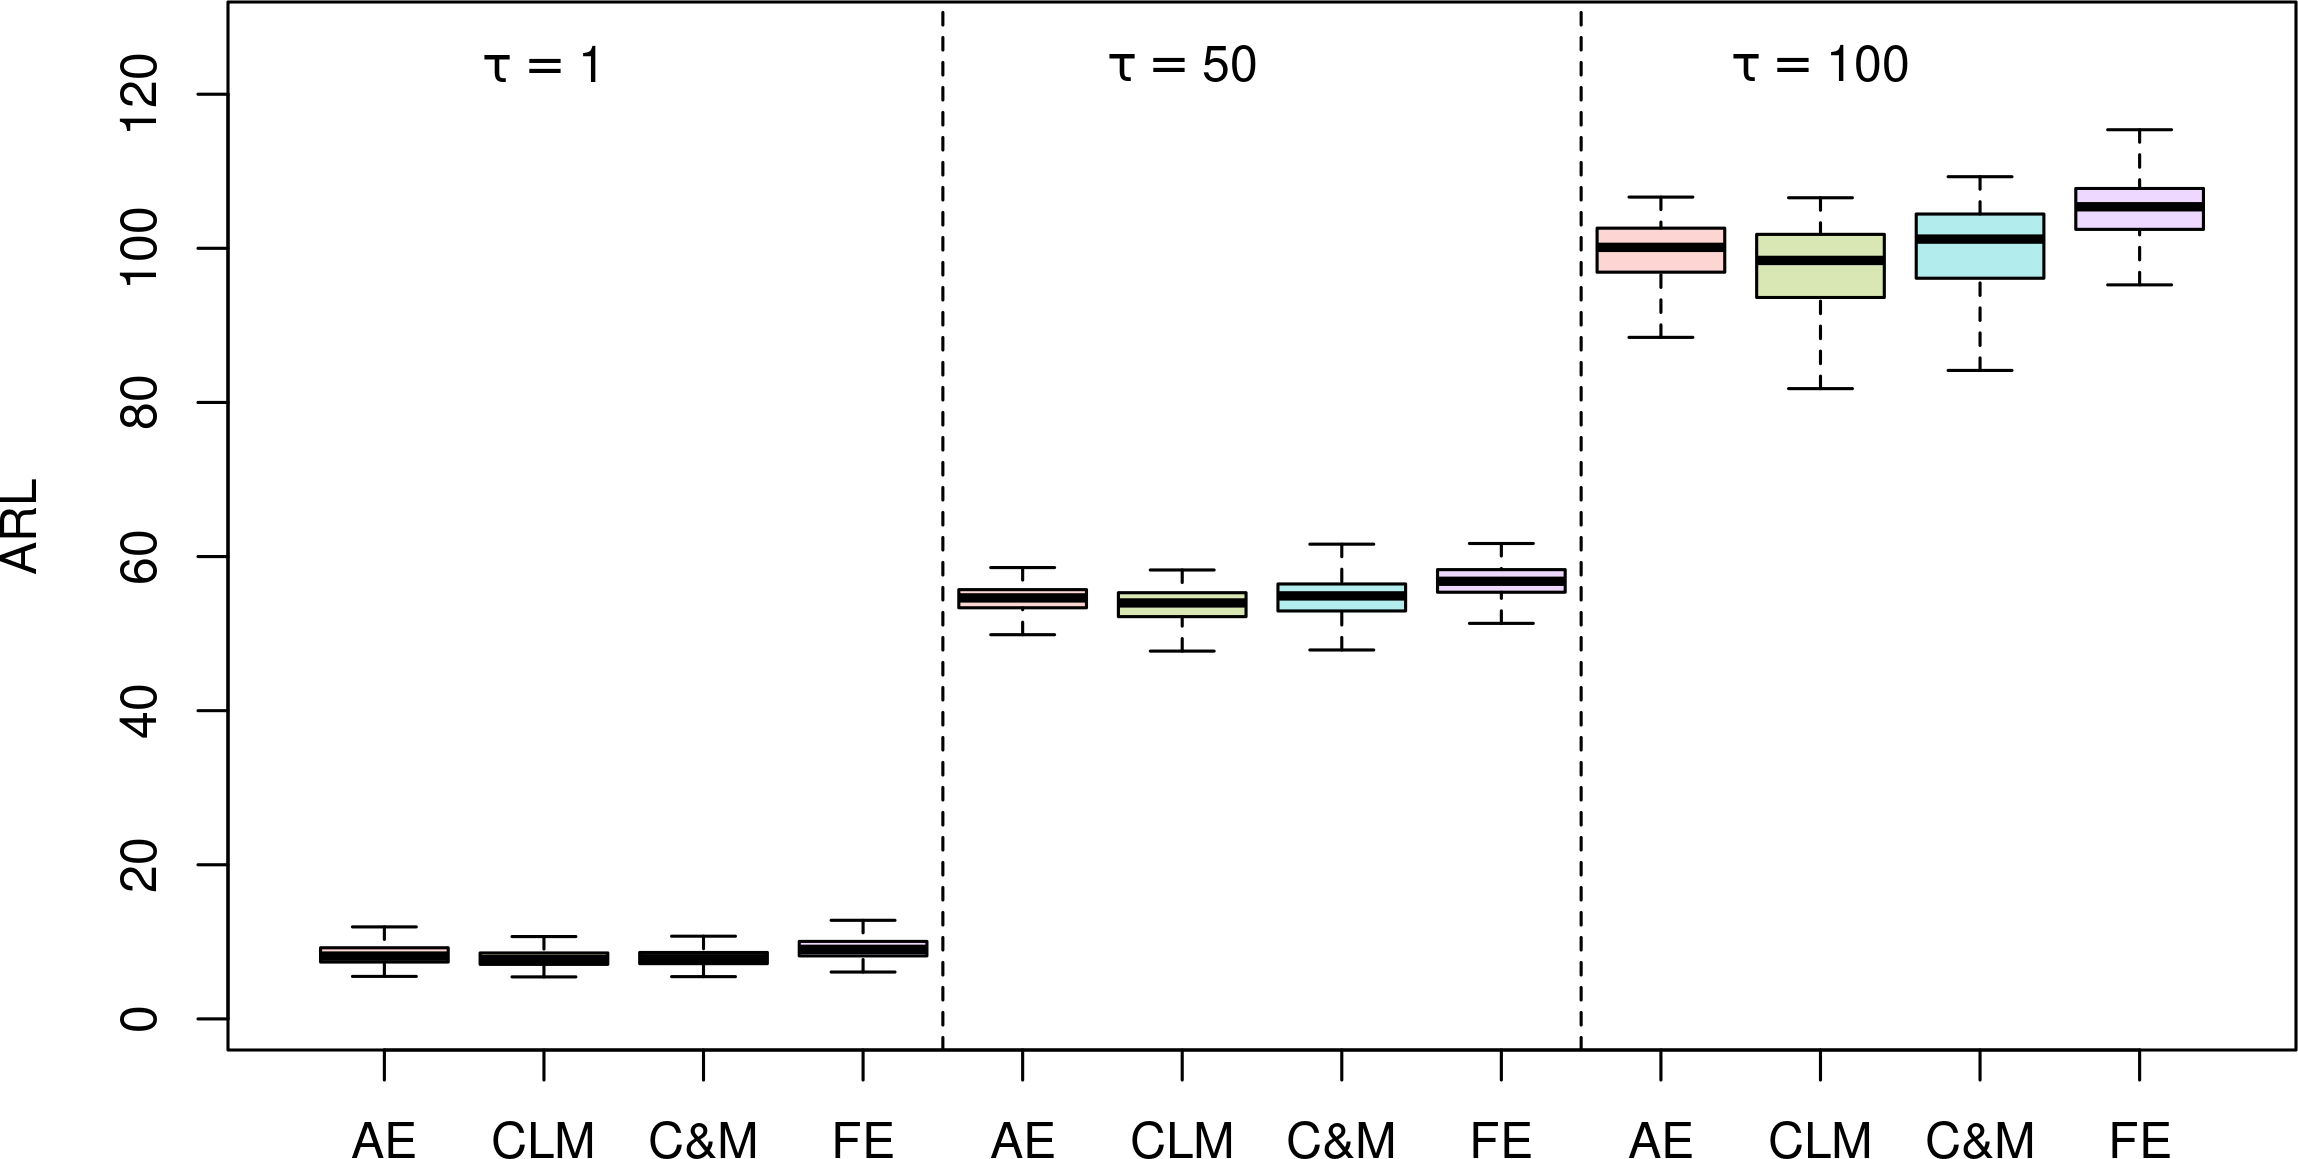 τ = 1
τ = 50
τ = 100
ARL
120
100
80
60
40
20
0
AE CLM C&M FE AE CLM C&M FE AE CLM C&M FE